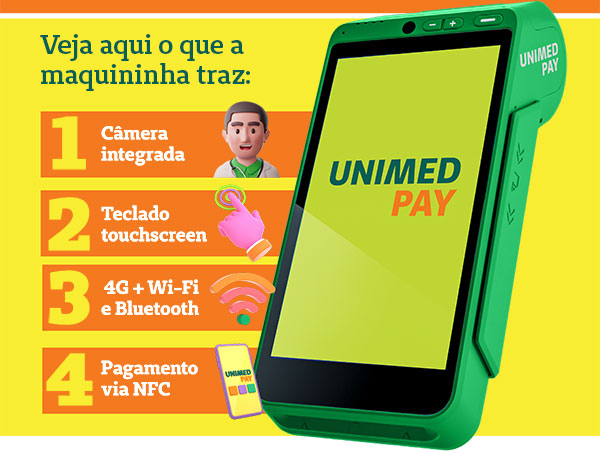 Veja aqui o que a
maquininha traz:
1 Câmera
integrada
2 Teclado
touchscreen
3 4G + Wi-Fi
e Bluetooth
4 Pagamento
via NFC
UNIMED
PAY
UNIMED
PAY
UNIMED
PAY